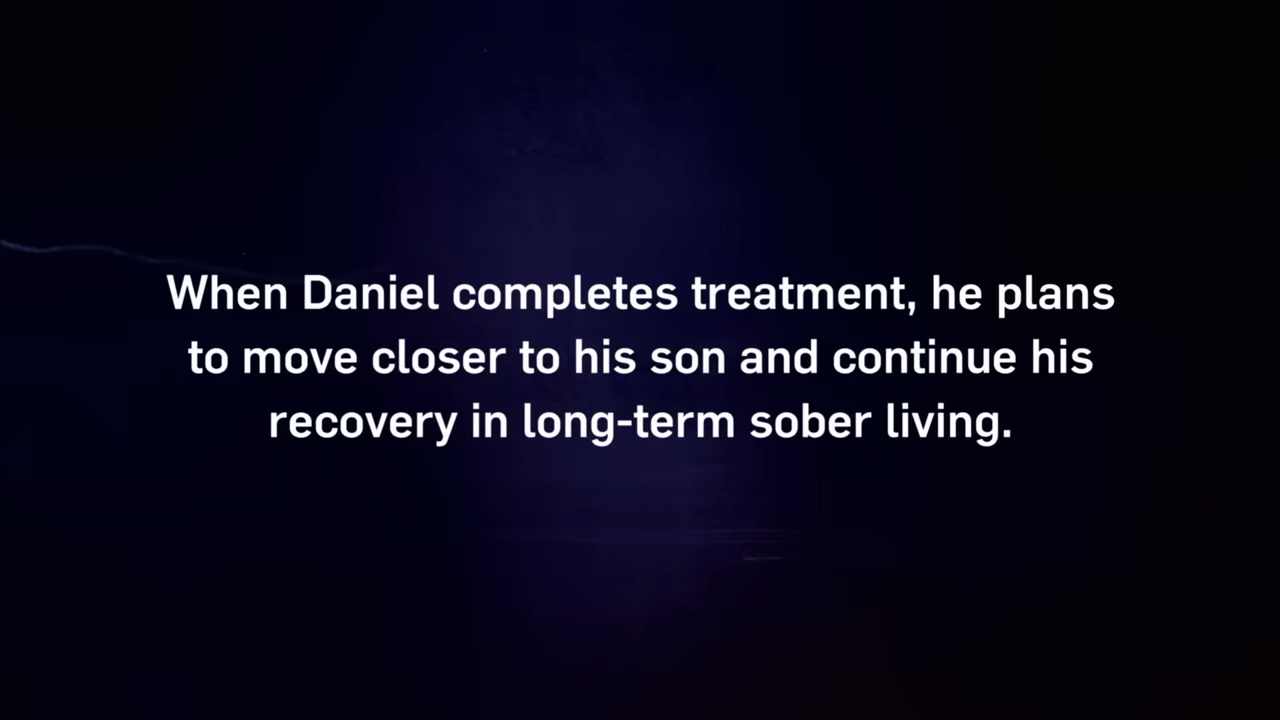 When Daniel completes treatment, he plans
to move closer to his son and continue his
recovery in long-term sober living.